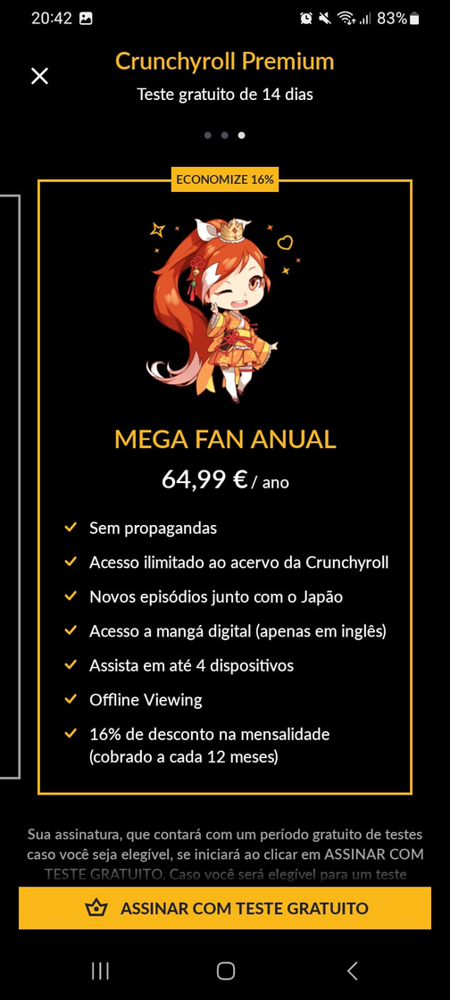 20:42
83%
Crunchyroll Premium
Teste gratuito de 14 dias
ECONOMIZE 16%
MEGA FAN ANUAL
64,99 € / ano
Sem propagandas
Acesso ilimitado ao acervo da Crunchyroll
Novos episódios junto com o Japão
Acesso a mangá digital (apenas em inglês)
Assista em até 4 dispositivos
Offline Viewing
16% de desconto na mensalidade
(cobrado a cada 12 meses)
Sua assinatura, que contará com um período gratuito de testes
caso você seja elegível, se iniciará ao clicar em ASSINAR COM
TESTE GRATUITO. Caso você será elegível para um teste
ASSINAR COM TESTE GRATUITO